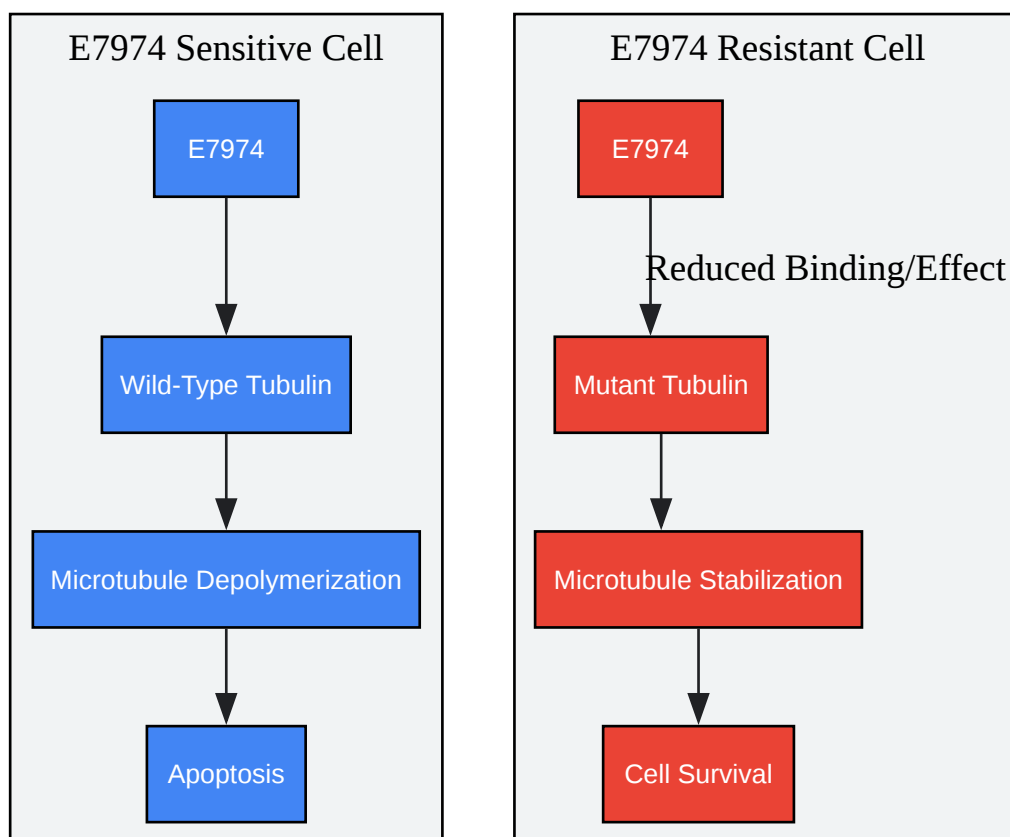 E7974 Sensitive Cell
E7974
Wild-Type Tubulin
Microtubule Depolymerization
Apoptosis
E7974 Resistant Cell
E7974
Reduced Binding/Effect
Mutant Tubulin
Microtubule Stabilization
Cell Survival